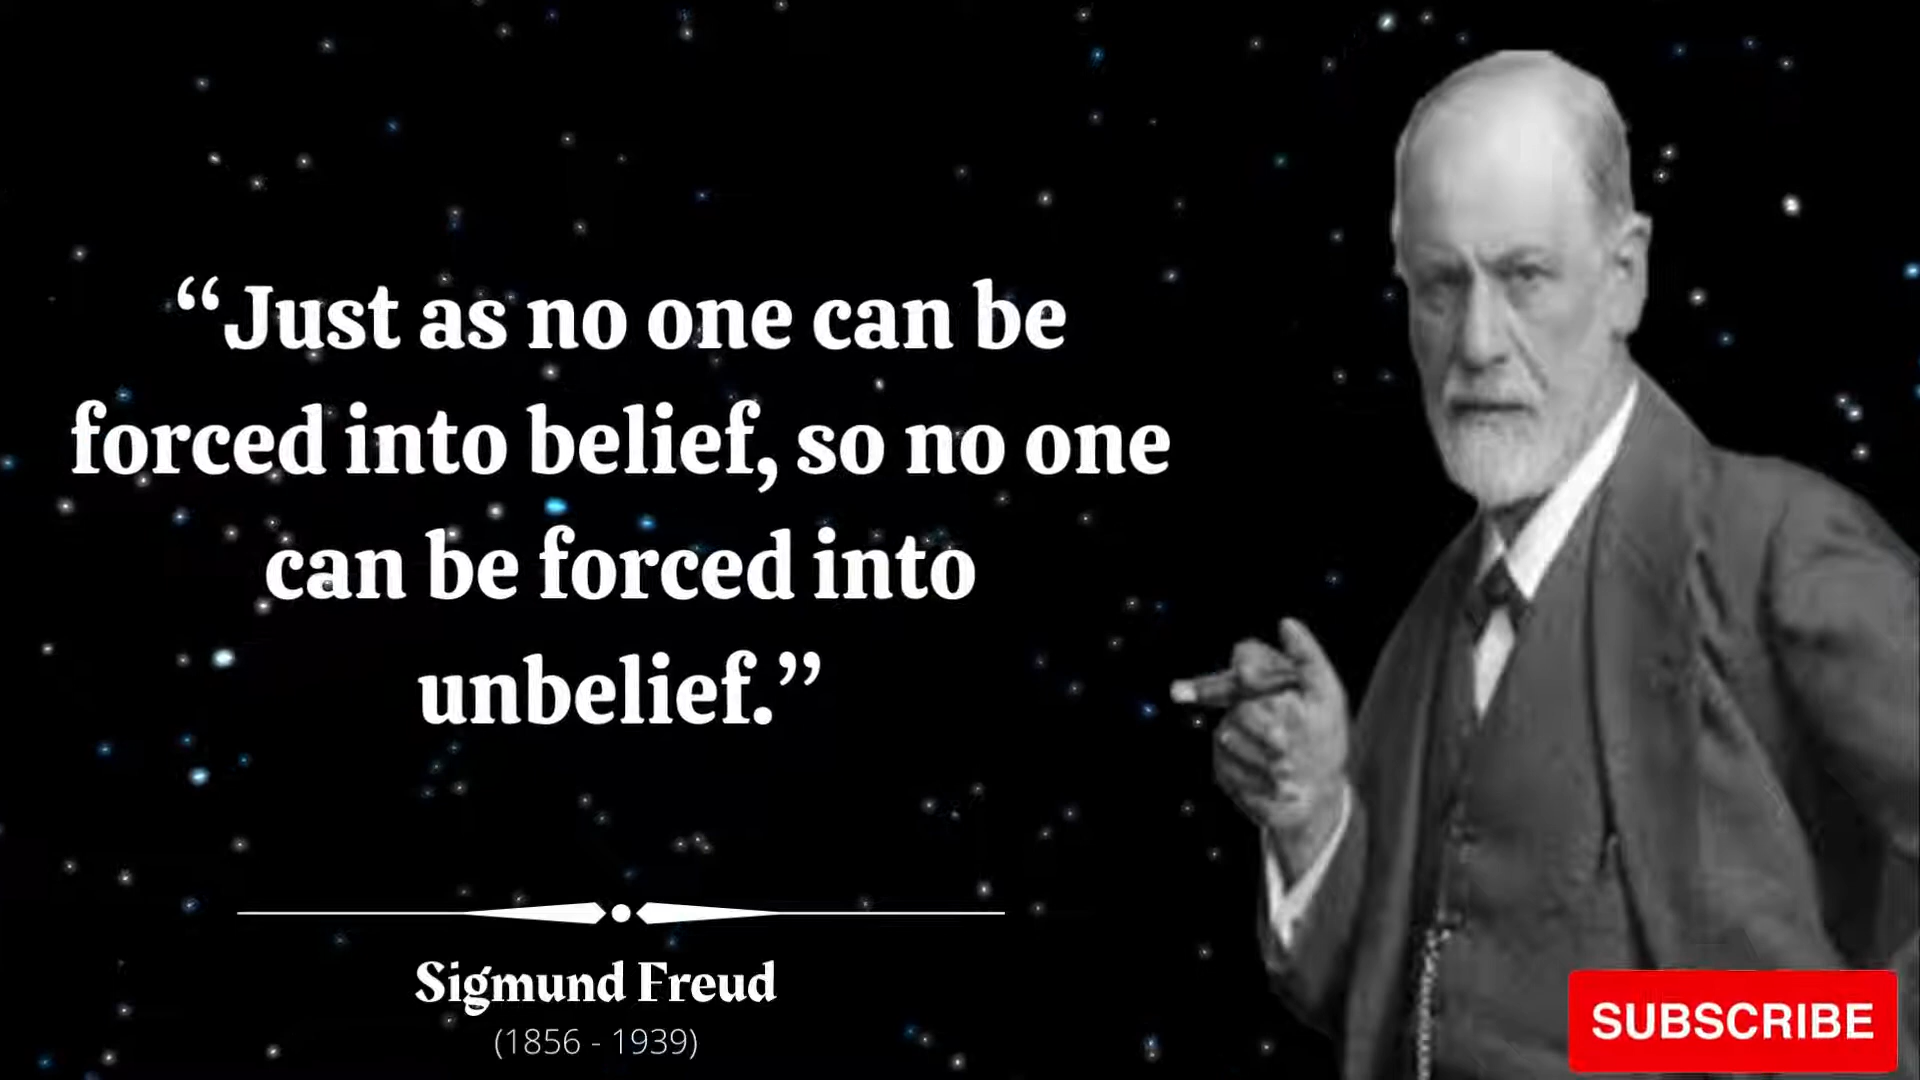 “Just as no one can be
forced into belief, so no one
can be forced into
unbelief.”
Sigmund Freud
(1856 - 1939)
SUBSCRIBE